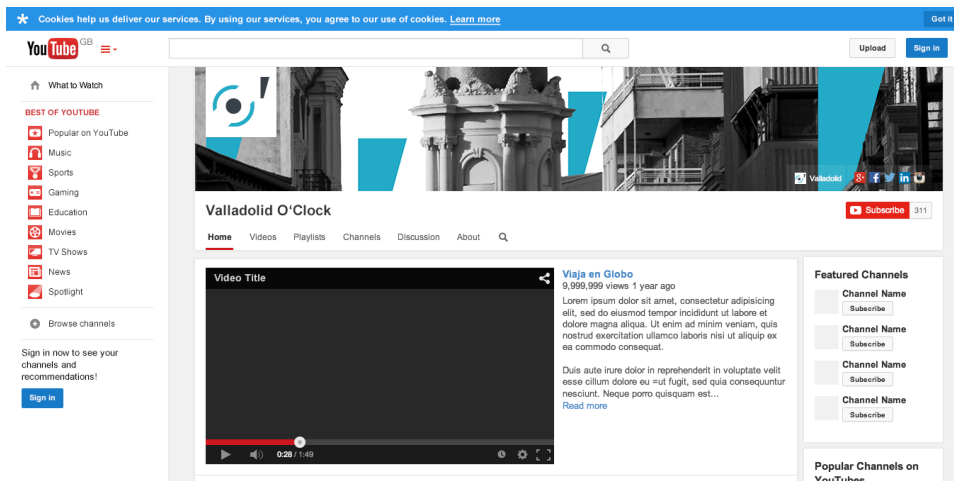 Cookies help us deliver our services. By using our services, you agree to our use of cookies. Learn more
Got it
YouTube GB
Upload
Sign in
What to Watch
BEST OF YOUTUBE
Popular on YouTube
Music
Sports
Gaming
Education
Movies
TV Shows
News
Spotlight
Browse channels
Sign in now to see your
channels and
recommendations!
Sign in
Valladolid
Valladolid O‘Clock
Subscribe 311
Home Videos Playlists Channels Discussion About
Video Title
0:28 / 1:49
Viaja en Globo
9,999,999 views 1 year ago
Lorem ipsum dolor sit amet, consectetur adipisicing
elit, sed do eiusmod tempor incididunt ut labore et
dolore magna aliqua. Ut enim ad minim veniam, quis
nostrud exercitation ullamco laboris nisi ut aliquip ex
ea commodo consequat.
Duis aute irure dolor in reprehenderit in voluptate velit
esse cillum dolore eu =ut fugit, sed quia consequuntur
nesciunt. Neque porro quisquam est...
Read more
Featured Channels
Channel Name
Subscribe
Channel Name
Subscribe
Channel Name
Subscribe
Channel Name
Subscribe
Popular Channels on
YouTubes